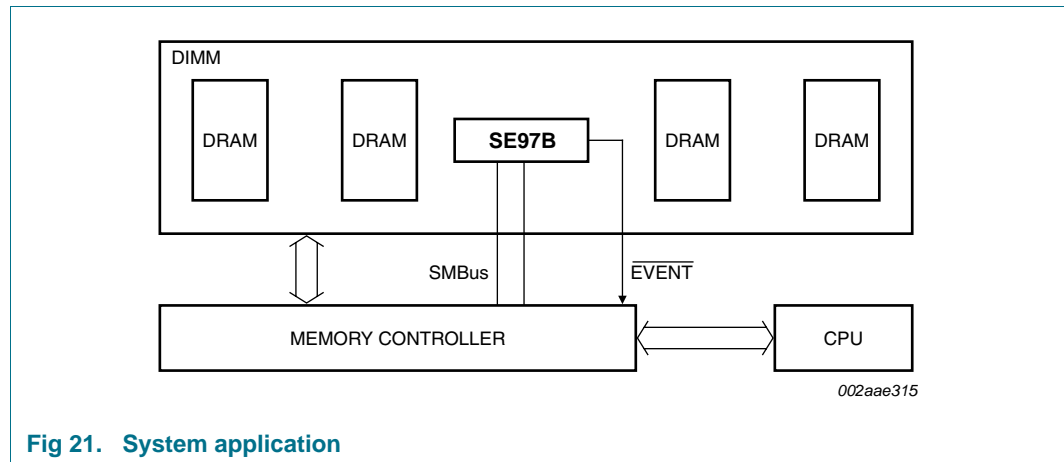 DIMM
DRAM
DRAM
SE97B
DRAM
DRAM
SMBus
EVENT
MEMORY CONTROLLER
CPU
002aae315
Fig 21. System application